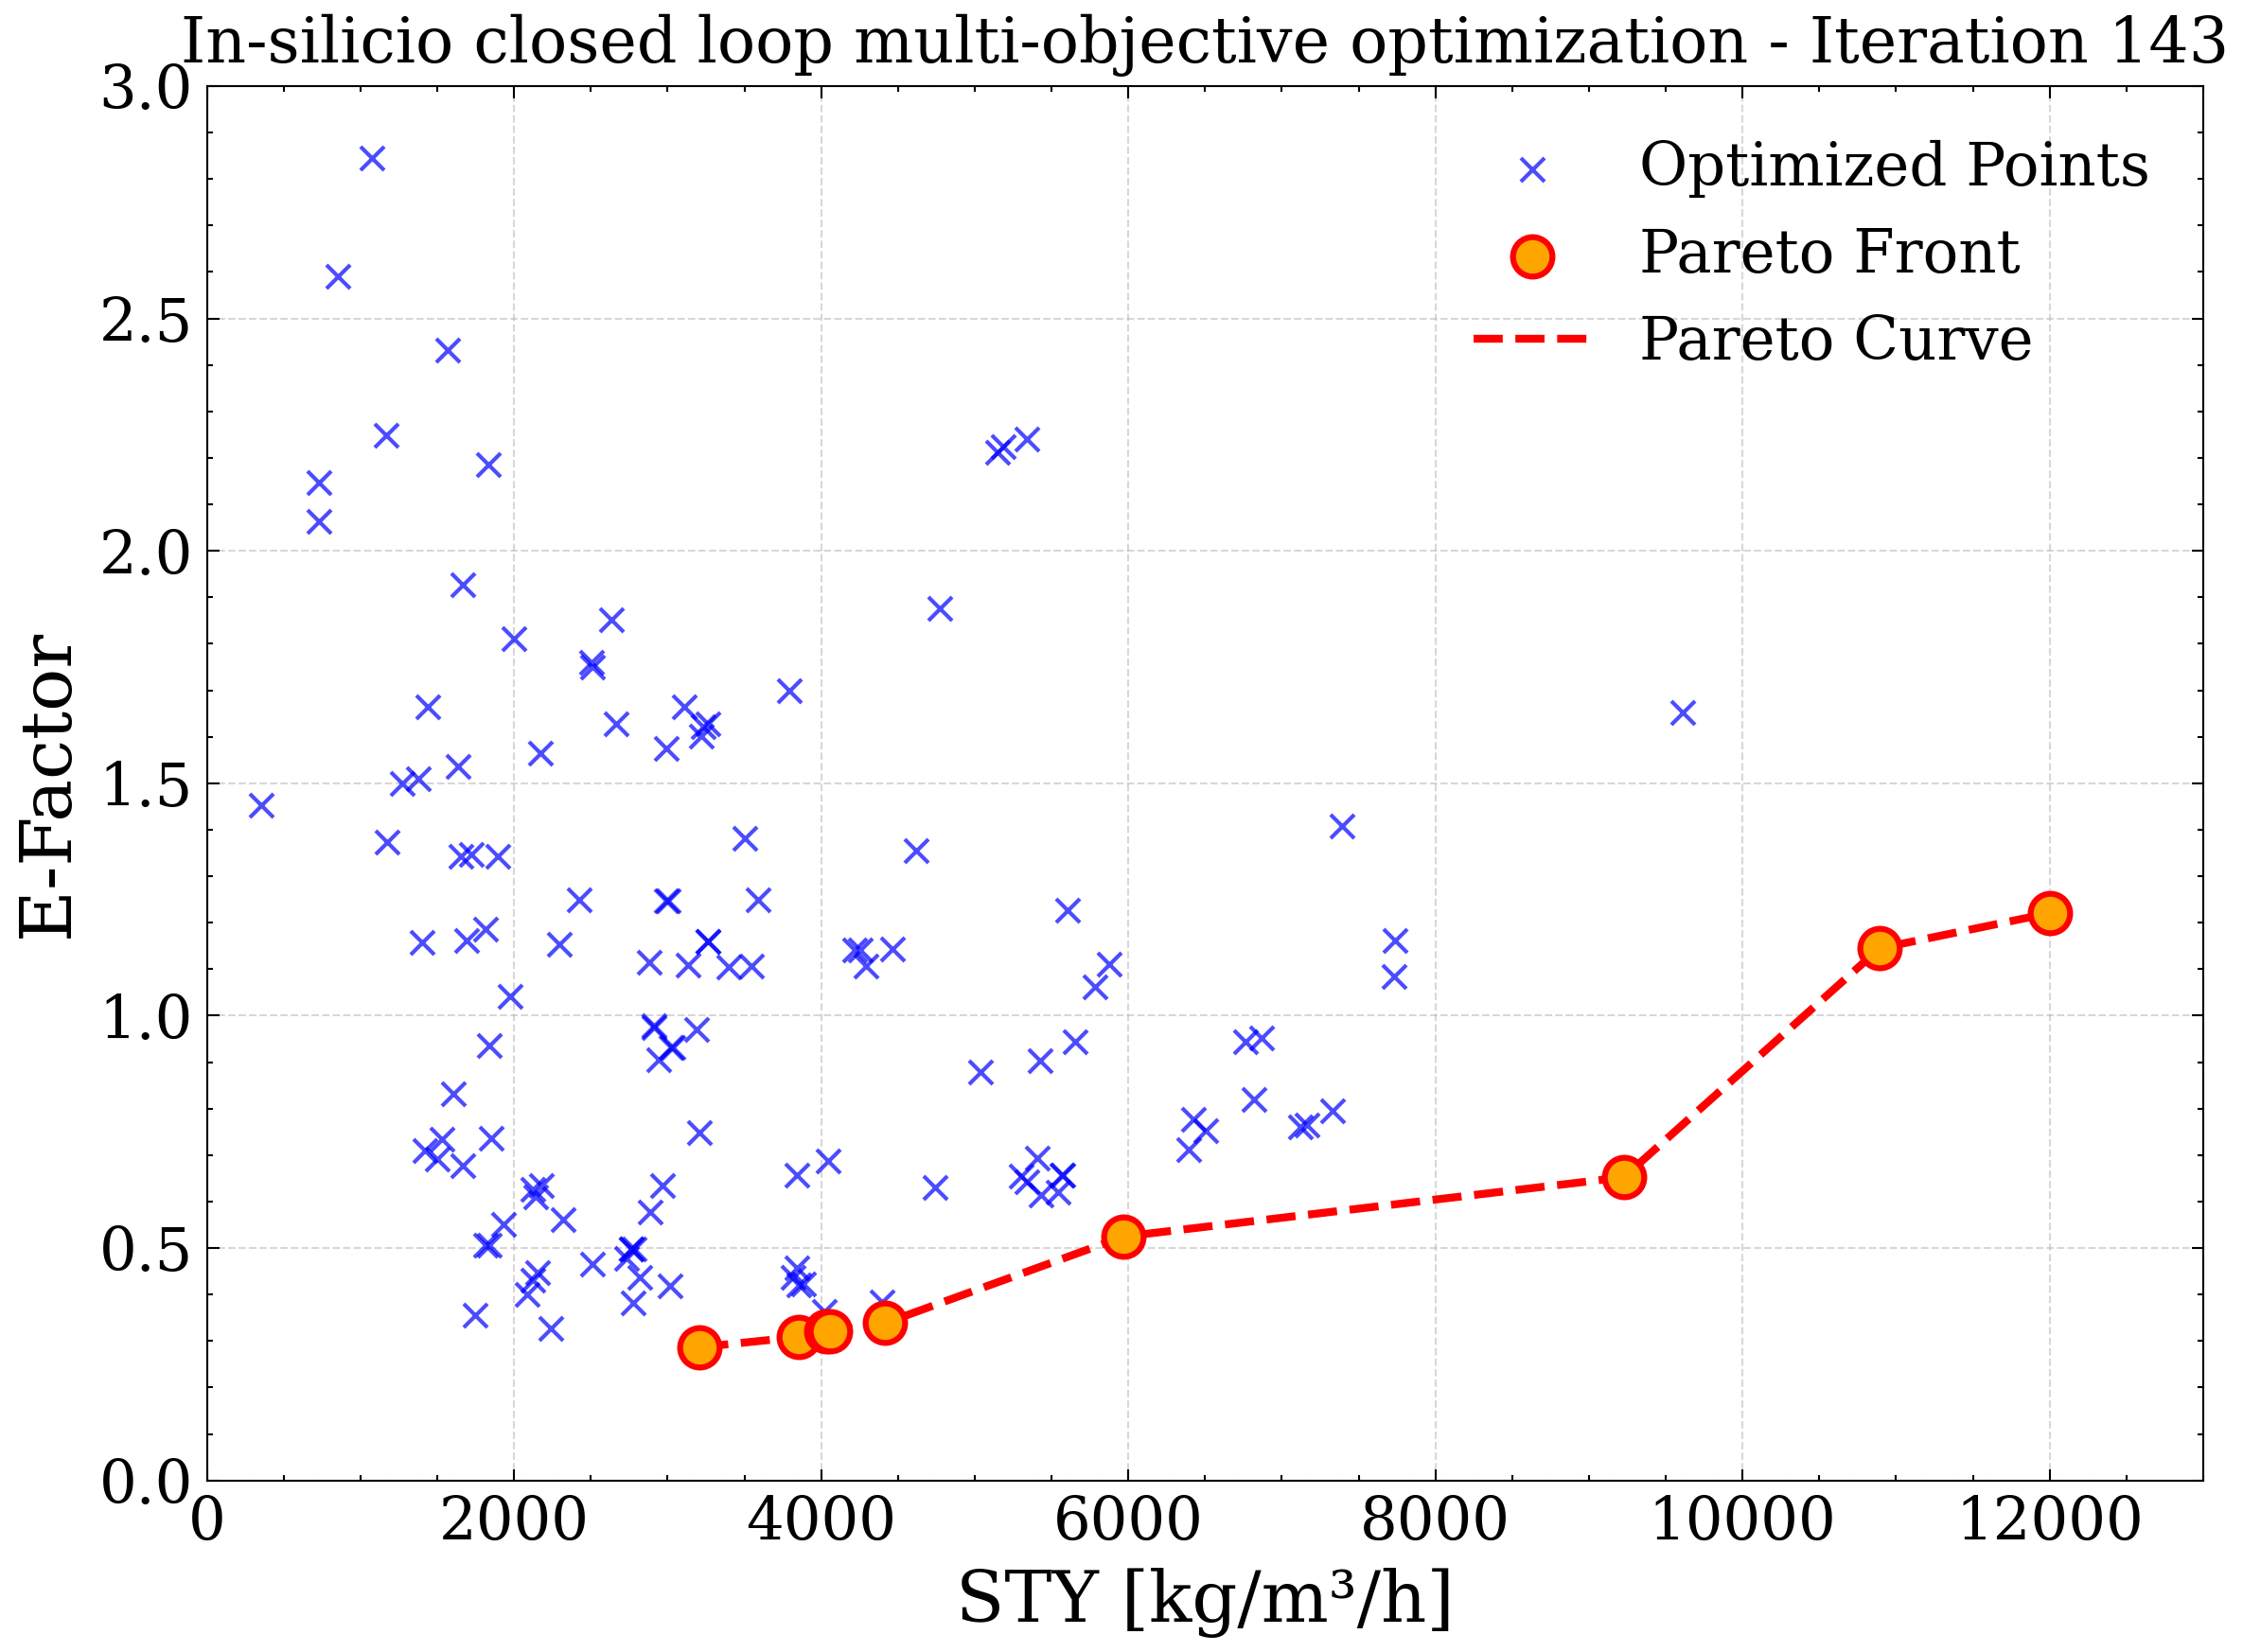 In-silicio closed loop multi-objective optimization - Iteration 143
3.0
2.5
2.0
1.5
1.0
0.5
0.0
E-Factor
Optimized Points
Pareto Front
Pareto Curve
0 2000 4000 6000 8000 10000 12000
STY [kg/m³/h]